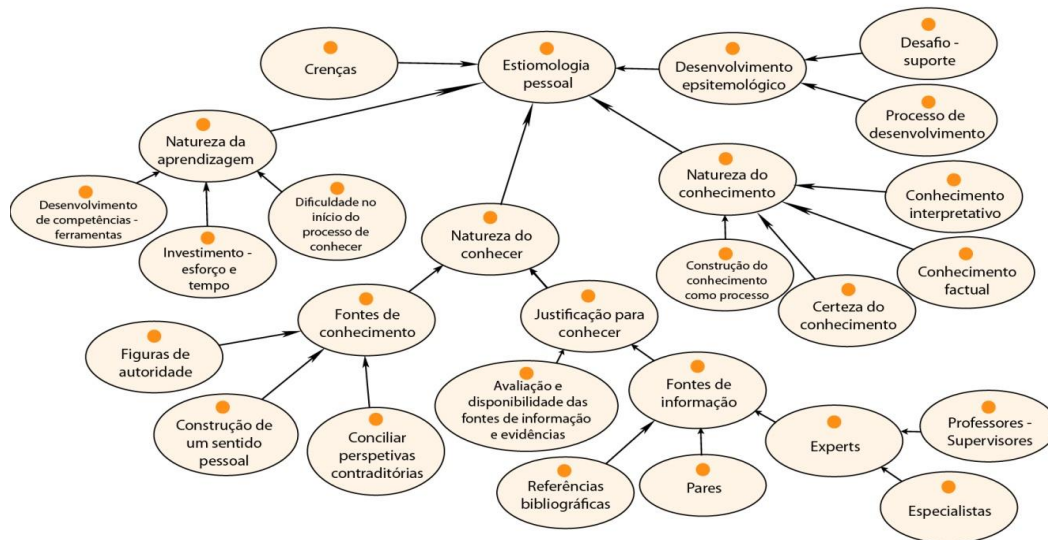 Crenças
Estiomologia
pessoal
Desenvolvimento
epsitemológico
Desafio -
suporte
Processo de
desenvolvimento
Natureza da
aprendizagem
Desenvolvimento
de competências -
ferramentas
Investimento -
esforço e
tempo
Dificuldade no
início do
processo de
conhecer
Natureza do
conhecer
Natureza do
conhecimento
Conhecimento
interpretativo
Conhecimento
factual
Certeza do
conhecimento
Construção do
conhecimento
como processo
Fontes de
conhecimento
Justificação para
conhecer
Figuras de
autoridade
Construção de
um sentido
pessoal
Conciliar
perspetivas
contraditórias
Avaliação e
disponibilidade das
fontes de informação
e evidências
Fontes de
informação
Referências
bibliográficas
Pares
Experts
Professores -
Supervisores
Especialistas